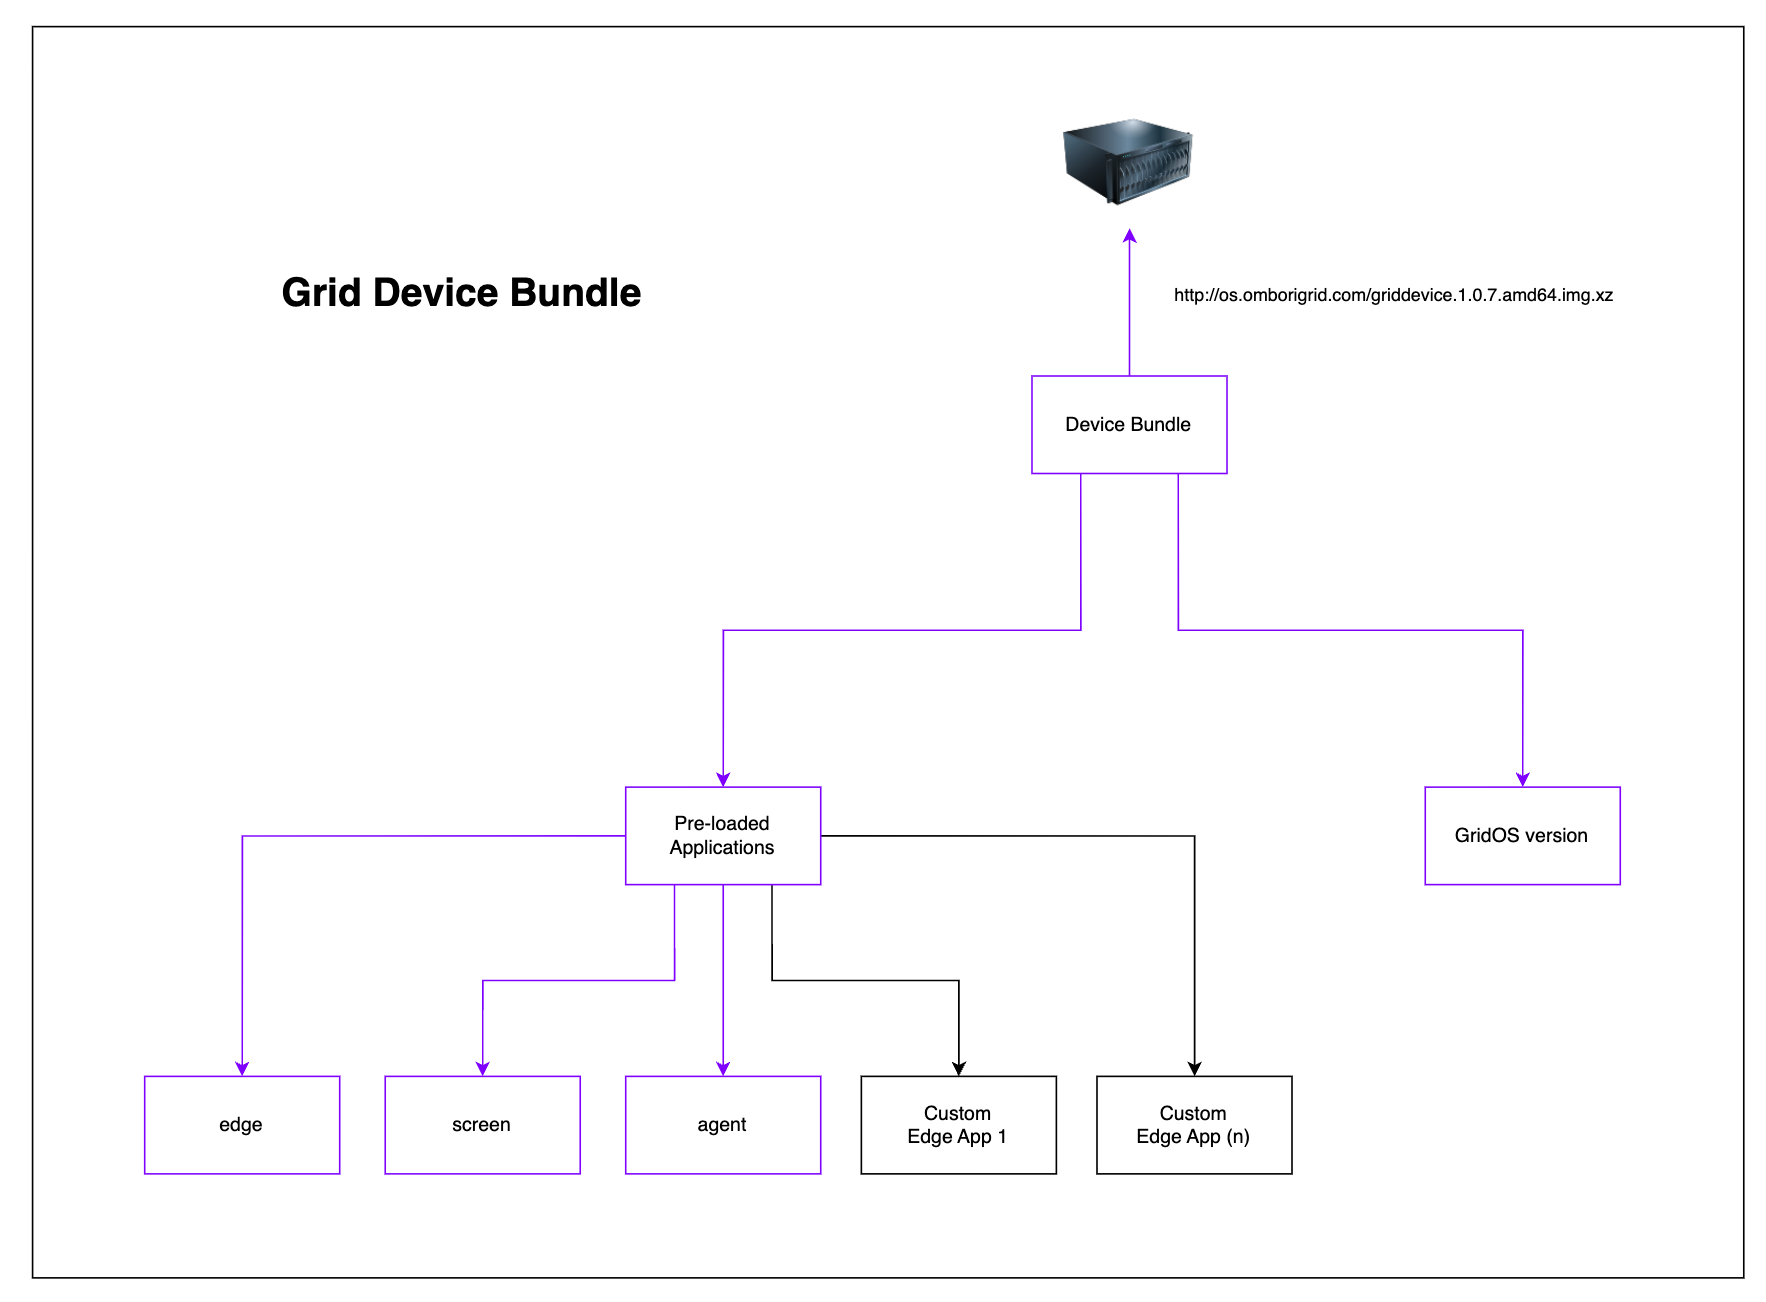 Grid Device Bundle
http://os.omborigrid.com/griddevice.1.0.7.amd64.img.xz
Device Bundle
Pre-loaded
Applications
GridOS version
edge
screen
agent
Custom
Edge App 1
Custom
Edge App (n)